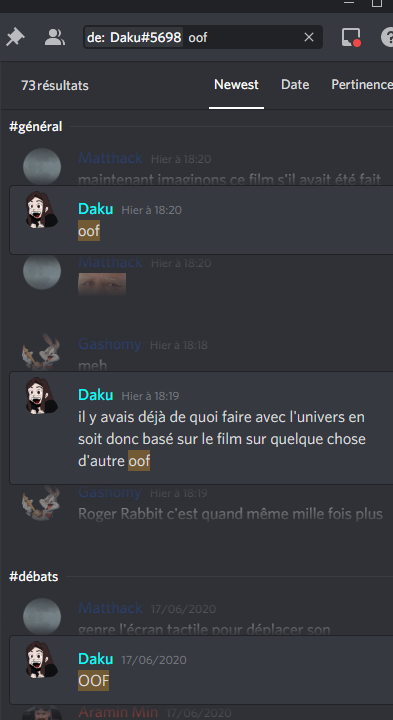 de: Daku#5698 oof
73 résultats Newest Date Pertinence
#général
Matthack Hier à 18:20
maintenant imaginons ce film s'il avait été fait
Daku Hier à 18:20
oof
Matthack Hier à 18:20
Gashomy Hier à 18:18
meh
Daku Hier à 18:19
il y avais déjà de quoi faire avec l'univers en
soit donc basé sur le film sur quelque chose
d'autre oof
Gashomy Hier à 18:19
Roger Rabbit c'est quand même mille fois plus
#débats
Matthack 17/06/2020
genre l'écran tactile pour déplacer son
Daku 17/06/2020
OOF
Aramin Min 17/06/2020